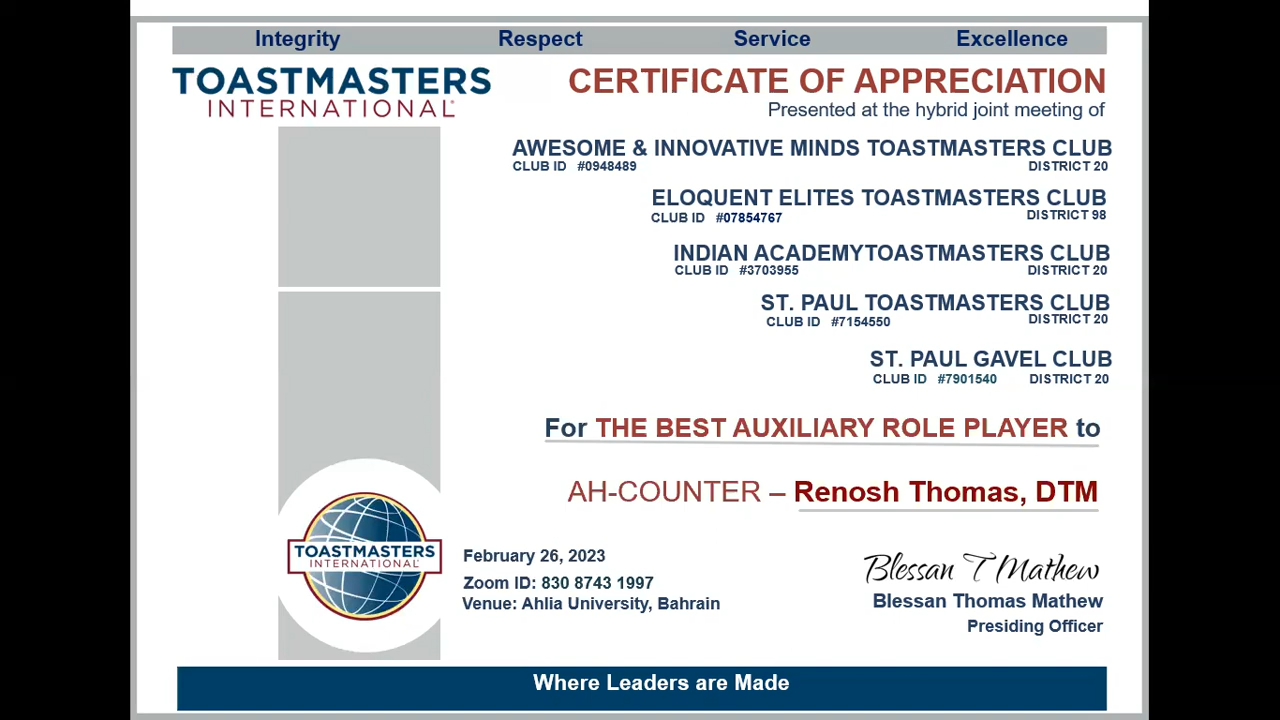 Integrity Respect Service Excellence
TOASTMASTERS
INTERNATIONAL
CERTIFICATE OF APPRECIATION
Presented at the hybrid joint meeting of
AWESOME & INNOVATIVE MINDS TOASTMASTERS CLUB
CLUB ID #0948489 DISTRICT 20
ELOQUENT ELITES TOASTMASTERS CLUB
CLUB ID #07854767 DISTRICT 98
INDIAN ACADEMYTOASTMASTERS CLUB
CLUB ID #3703955 DISTRICT 20
ST. PAUL TOASTMASTERS CLUB
CLUB ID #7154550 DISTRICT 20
ST. PAUL GAVEL CLUB
CLUB ID #7901540 DISTRICT 20
For THE BEST AUXILIARY ROLE PLAYER to
AH-COUNTER – Renosh Thomas, DTM
TOASTMASTERS
INTERNATIONAL
February 26, 2023
Zoom ID: 830 8743 1997
Venue: Ahlia University, Bahrain
Blessan T Mathew
Blessan Thomas Mathew
Presiding Officer
Where Leaders are Made